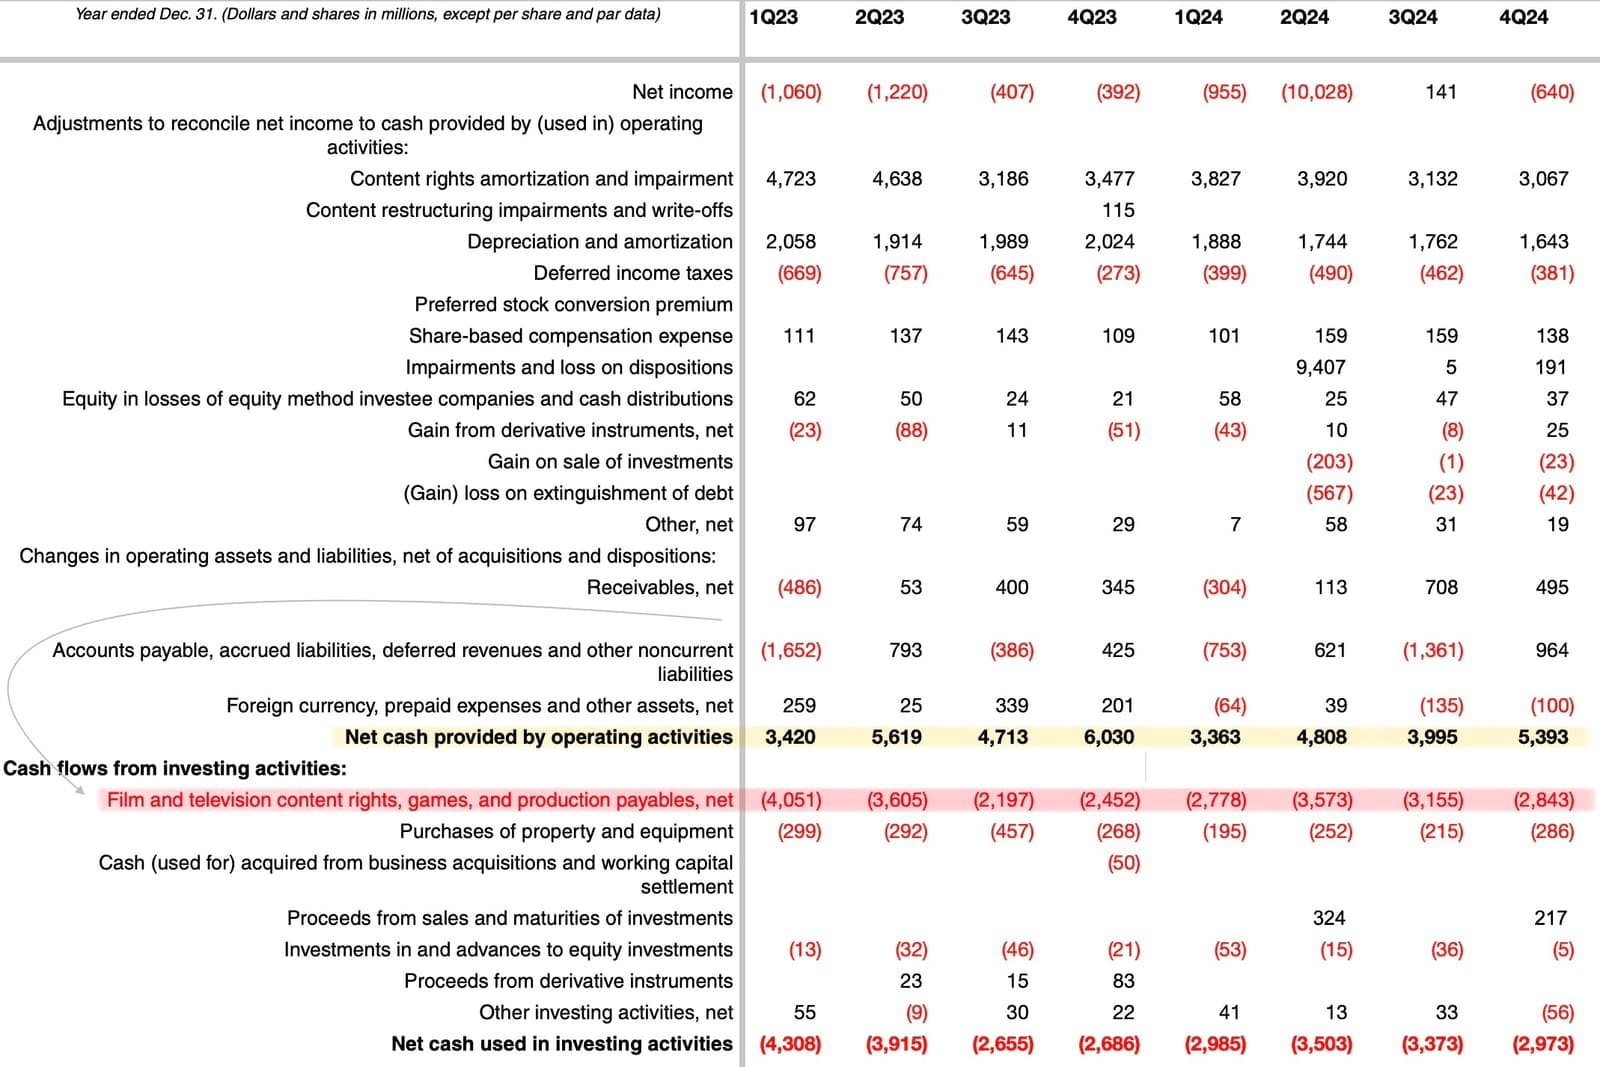 Year ended Dec. 31. (Dollars and shares in millions, except per share and par data) 1Q23 2Q23 3Q23 4Q23 1Q24 2Q24 3Q24 4Q24
Net income (1,060) (1,220) (407) (392) (955) (10,028) 141 (640)
Adjustments to reconcile net income to cash provided by (used in) operating
activities:
Content rights amortization and impairment 4,723 4,638 3,186 3,477 3,827 3,920 3,132 3,067
Content restructuring impairments and write-offs 115
Depreciation and amortization 2,058 1,914 1,989 2,024 1,888 1,744 1,762 1,643
Deferred income taxes (669) (757) (645) (273) (399) (490) (462) (381)
Preferred stock conversion premium
Share-based compensation expense 111 137 143 109 101 159 159 138
Impairments and loss on dispositions 9,407 5 191
Equity in losses of equity method investee companies and cash distributions 62 50 24 21 58 25 47 37
Gain from derivative instruments, net (23) (88) 11 (51) (43) 10 (8) 25
Gain on sale of investments (203) (1) (23)
(Gain) loss on extinguishment of debt (567) (23) (42)
Other, net 97 74 59 29 7 58 31 19
Changes in operating assets and liabilities, net of acquisitions and dispositions:
Receivables, net (486) 53 400 345 (304) 113 708 495
Accounts payable, accrued liabilities, deferred revenues and other noncurrent (1,652) 793 (386) 425 (753) 621 (1,361) 964
liabilities
Foreign currency, prepaid expenses and other assets, net 259 25 339 201 (64) 39 (135) (100)
Net cash provided by operating activities 3,420 5,619 4,713 6,030 3,363 4,808 3,995 5,393
Cash flows from investing activities:
Film and television content rights, games, and production payables, net (4,051) (3,605) (2,197) (2,452) (2,778) (3,573) (3,155) (2,843)
Purchases of property and equipment (299) (292) (457) (268) (195) (252) (215) (286)
Cash (used for) acquired from business acquisitions and working capital (50)
settlement
Proceeds from sales and maturities of investments 324 217
Investments in and advances to equity investments (13) (32) (46) (21) (53) (15) (36) (5)
Proceeds from derivative instruments 23 15 83
Other investing activities, net 55 (9) 30 22 41 13 33 (56)
Net cash used in investing activities (4,308) (3,915) (2,655) (2,686) (2,985) (3,503) (3,373) (2,973)